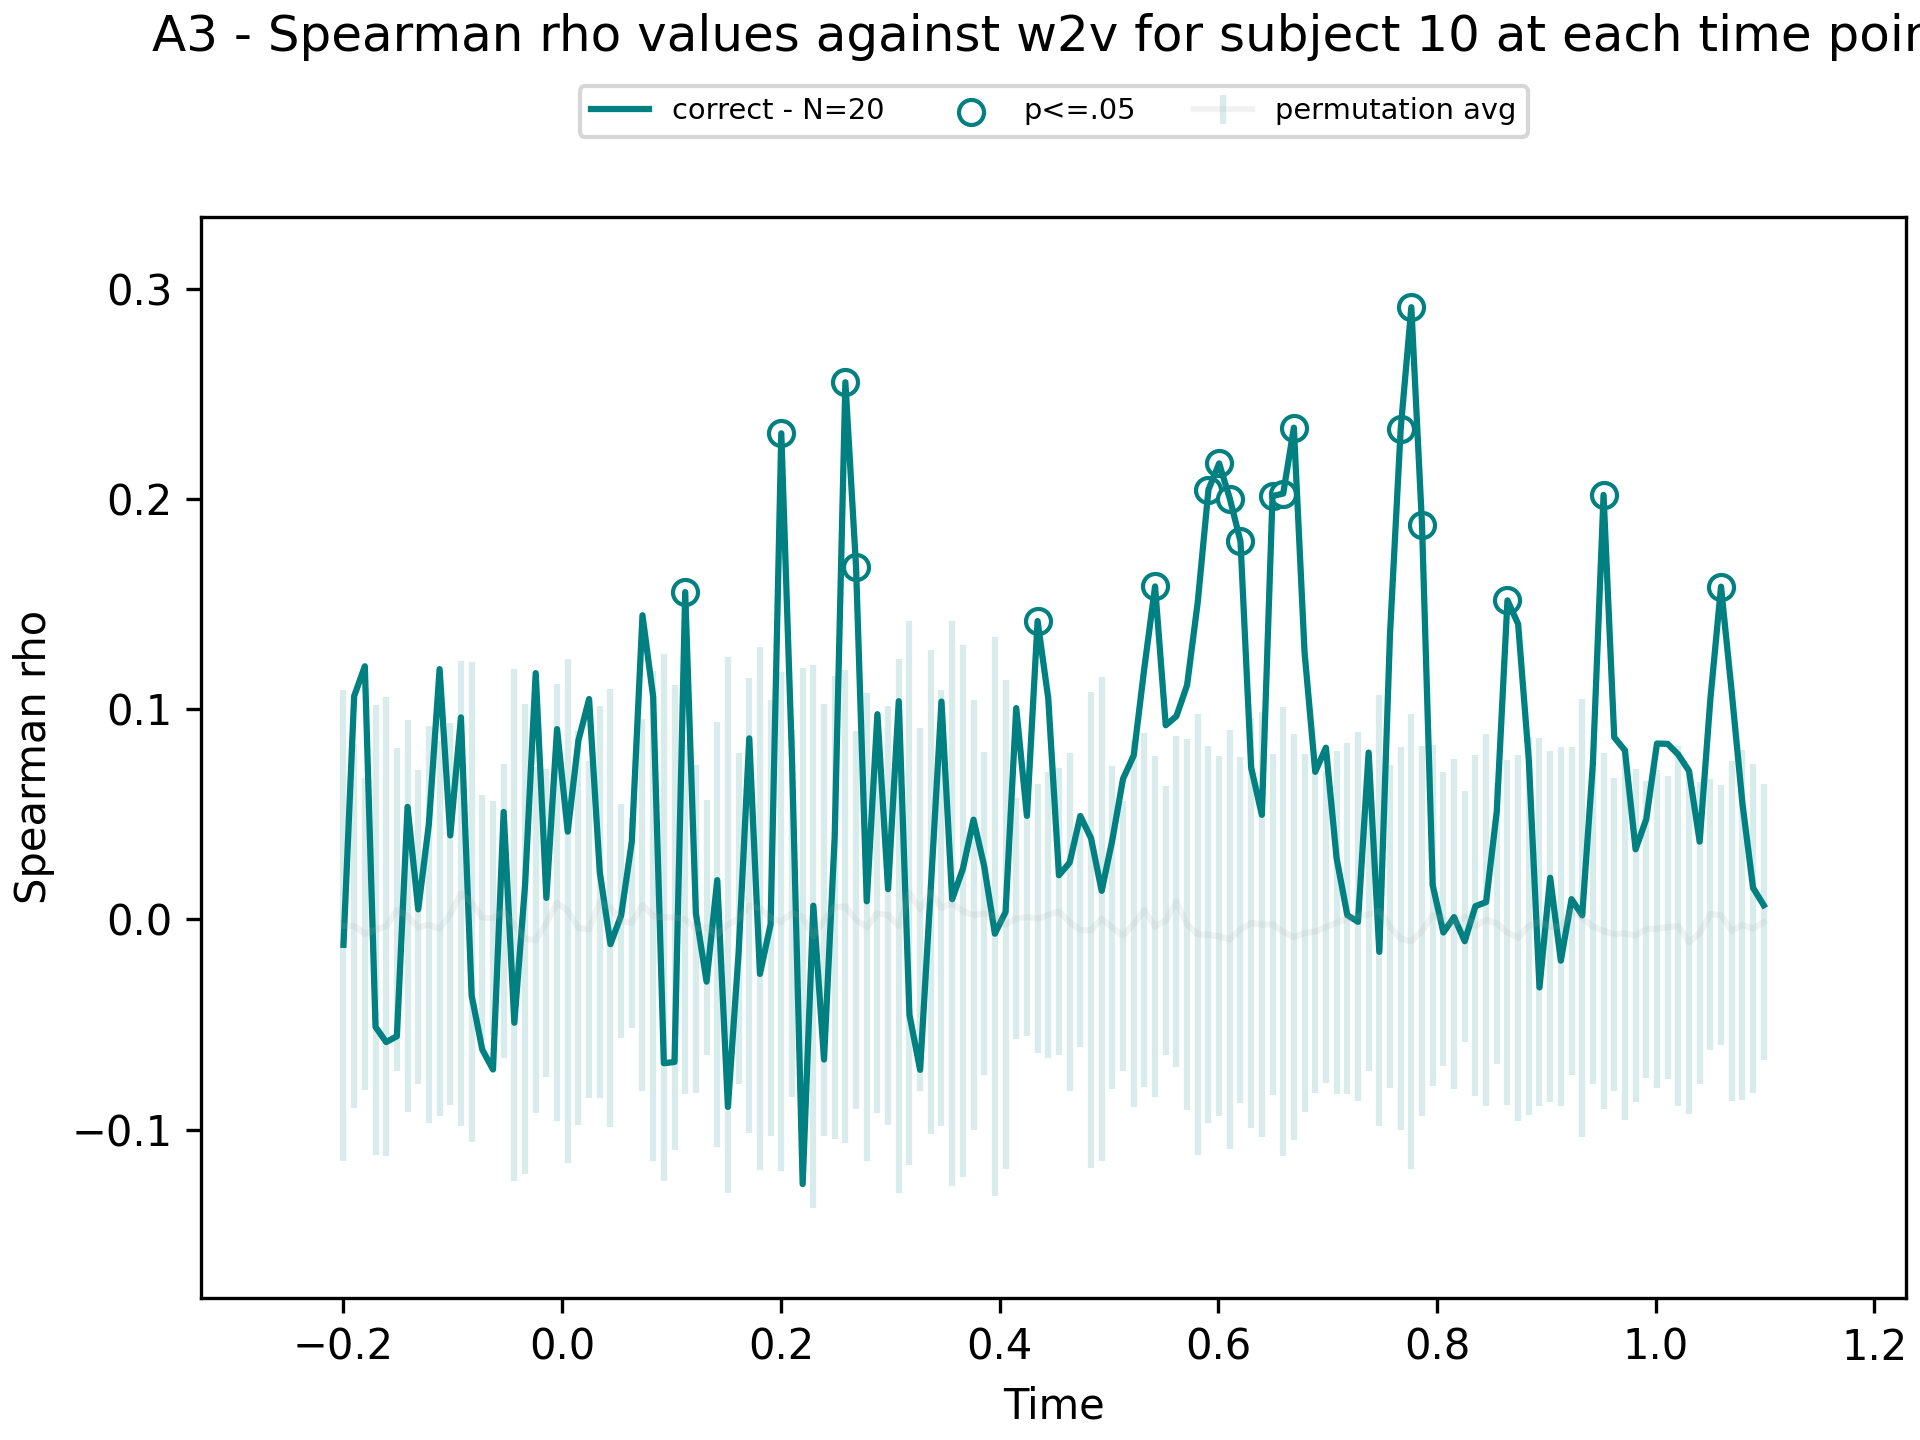 A3 - Spearman rho values against w2v for subject 10 at each time
correct - N=20 p<=.05 permutation avg
0.3
0.2
0.1
0.0
−0.1
Spearman rho
−0.2 0.0 0.2 0.4 0.6 0.8 1.0 1.2
Time